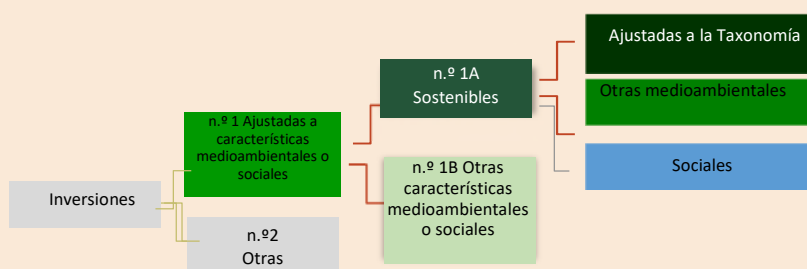 Inversiones
n.º 1 Ajustadas a
características
medioambientales o
sociales
n.º2
Otras
n.º 1A
Sostenibles
n.º 1B Otras
características
medioambientales
o sociales
Ajustadas a la Taxonomía
Otras medioambientales
Sociales